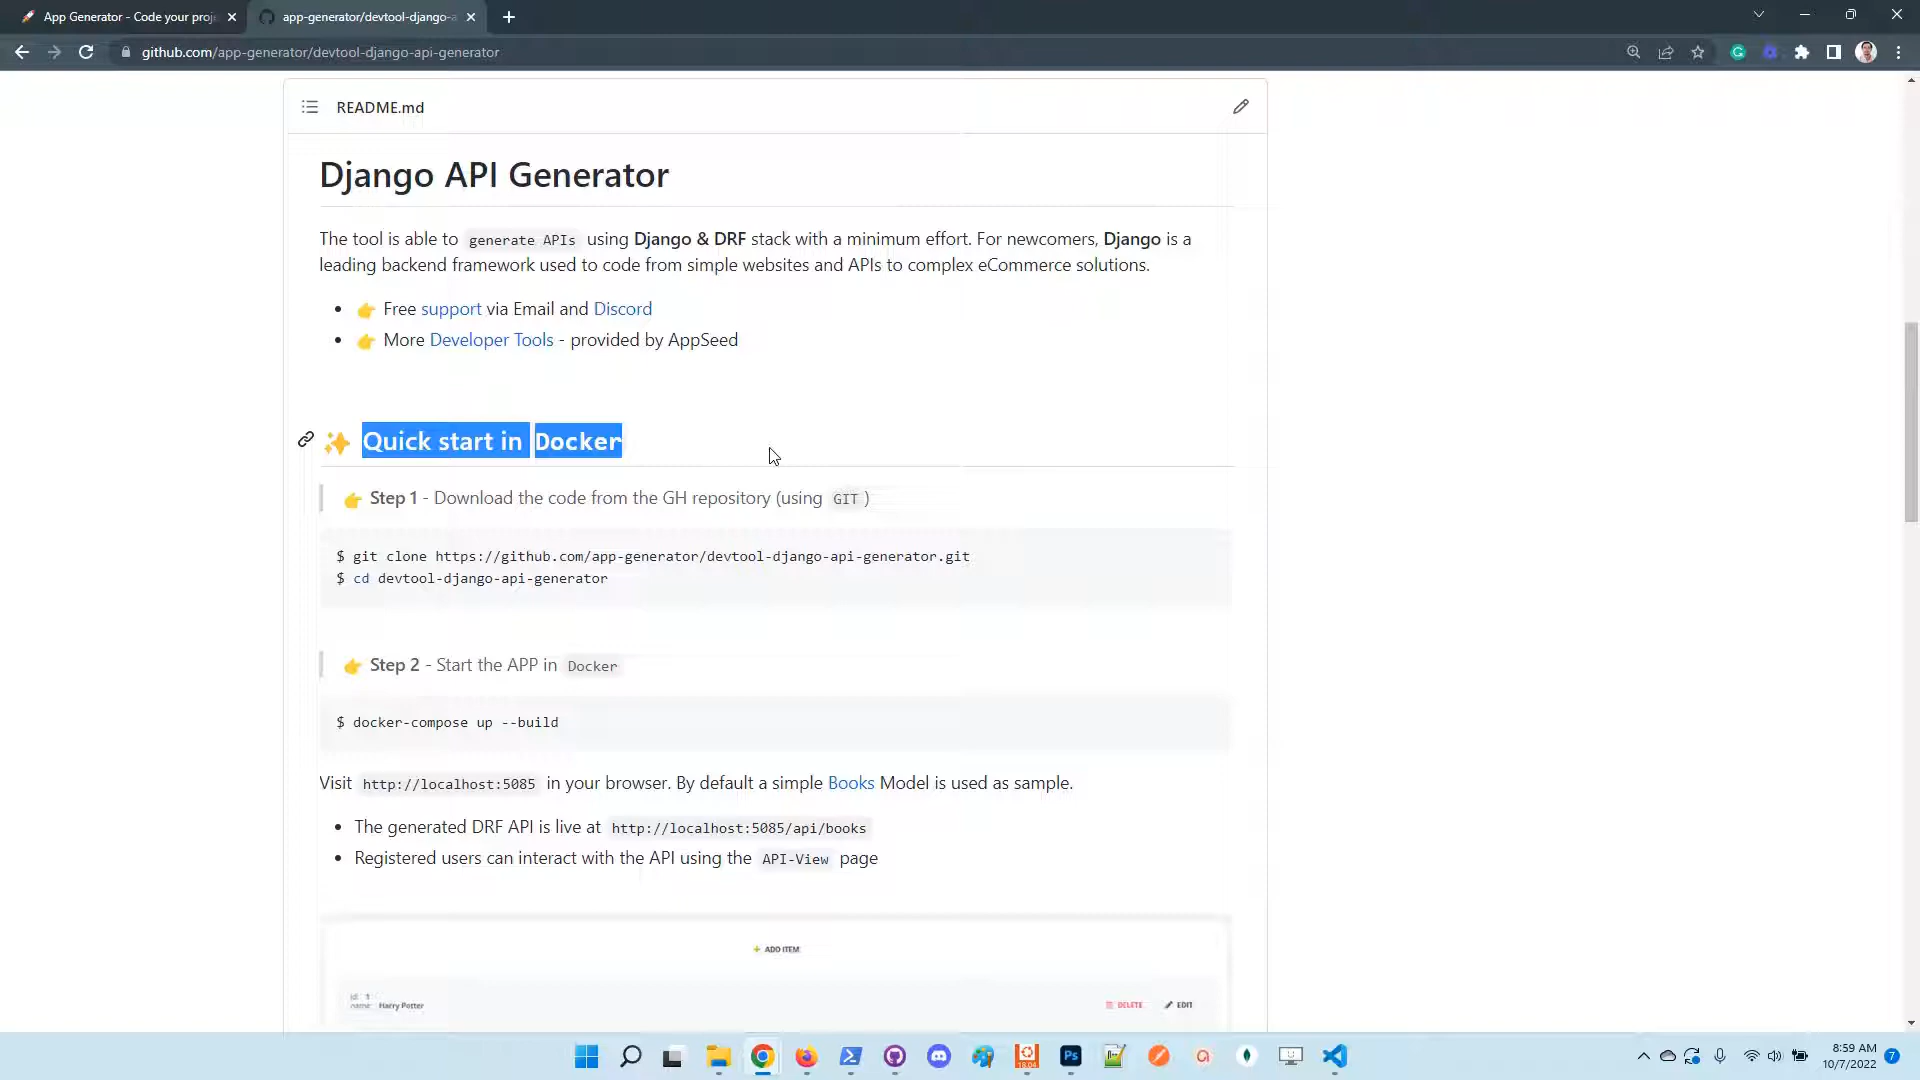 App Generator - Code your proj
app-generator/devtool-django-a
github.com/app-generator/devtool-django-api-generator
README.md
Django API Generator
The tool is able to generate APIs using Django & DRF stack with a minimum effort. For newcomers, Django is a
leading backend framework used to code from simple websites and APIs to complex eCommerce solutions.
👉 Free support via Email and Discord
👉 More Developer Tools - provided by AppSeed
✨ Quick start in Docker
👉 Step 1 - Download the code from the GH repository (using GIT)
$ git clone https://github.com/app-generator/devtool-django-api-generator.git
$ cd devtool-django-api-generator
👉 Step 2 - Start the APP in Docker
$ docker-compose up --build
Visit http://localhost:5085 in your browser. By default a simple Books Model is used as sample.
The generated DRF API is live at http://localhost:5085/api/books
Registered users can interact with the API using the API-View page
+ ADD ITEM
id: 1
name: Harry Potter
DELETE
EDIT
Ps
18.04
8:59 AM
10/7/2022
7